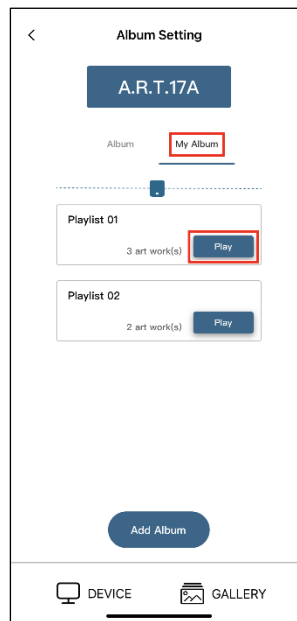 Album Setting
A.R.T.17A
Album My Album
Playlist 01
3 art work(s) Play
Playlist 02
2 art work(s) Play
Add Album
DEVICE GALLERY